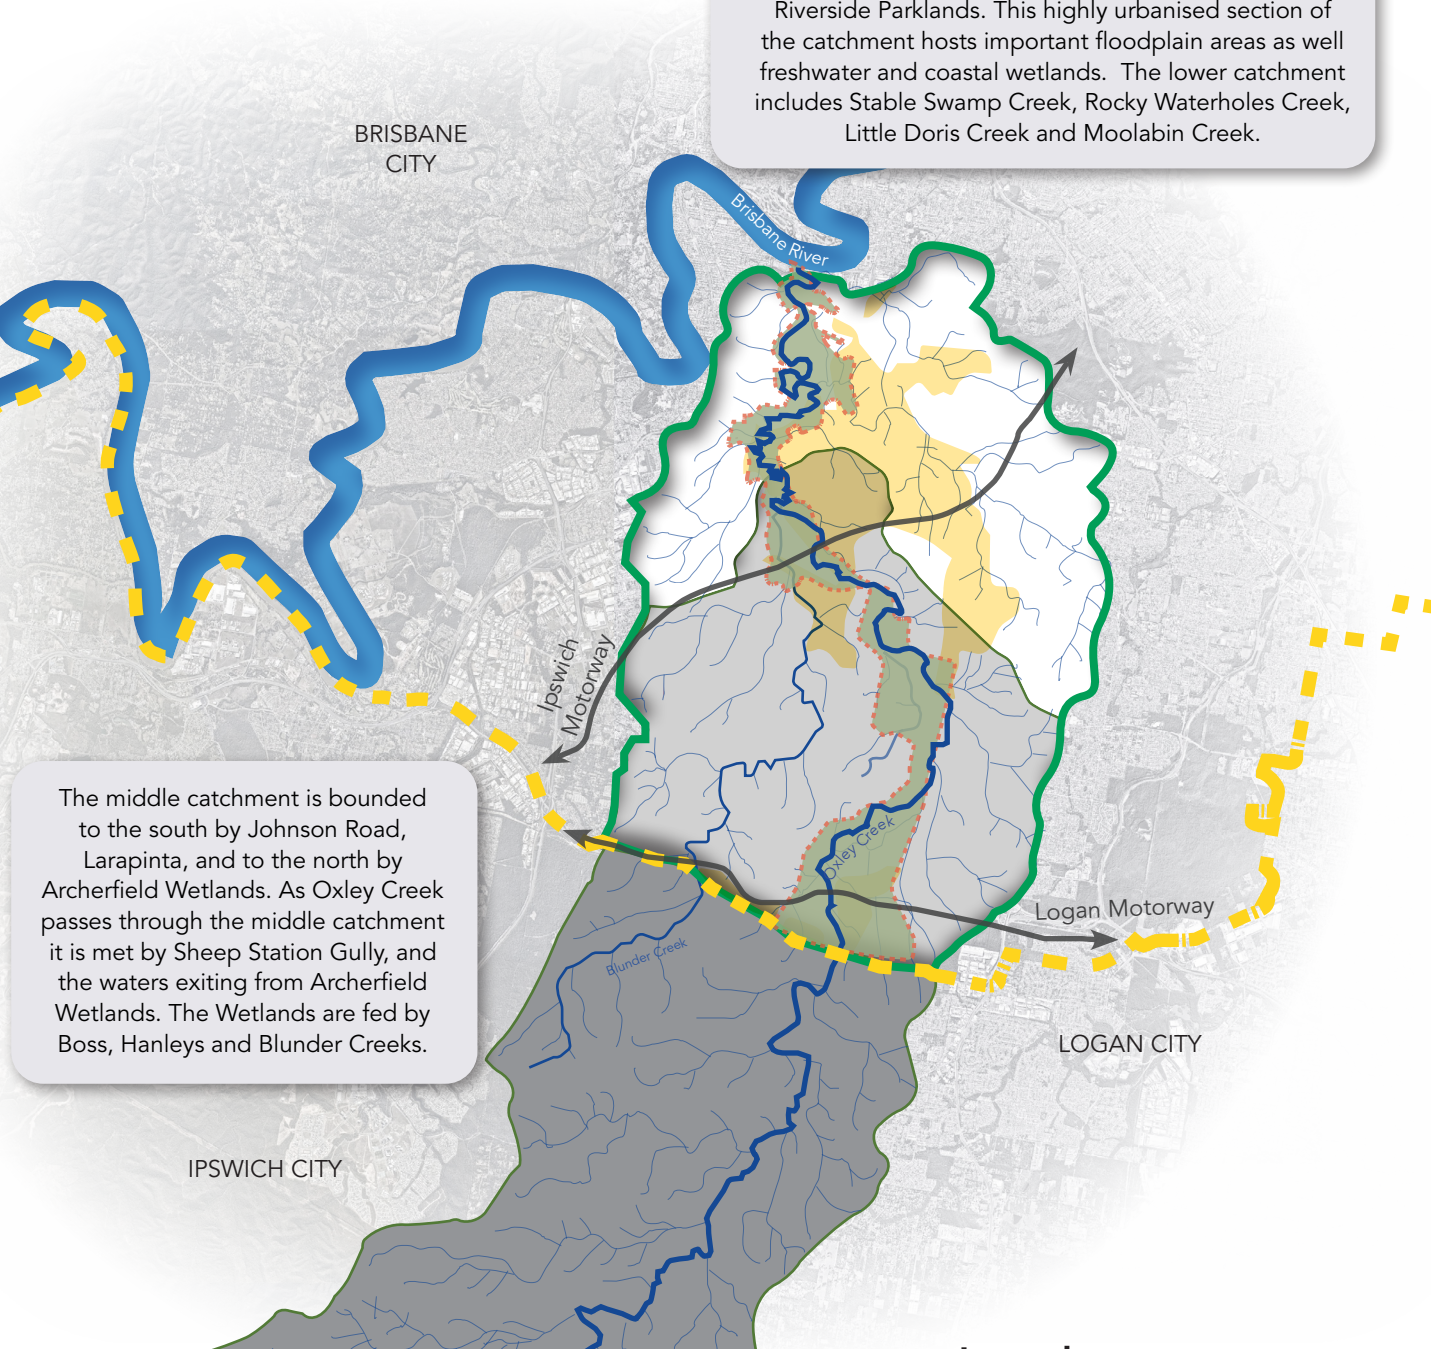 Riverside Parklands. This highly urbanised section of
the catchment hosts important floodplain areas as well
freshwater and coastal wetlands.  The lower catchment
includes Stable Swamp Creek, Rocky Waterholes Creek,
Little Doris Creek and Moolabin Creek.
BRISBANE
CITY
Brisbane River
Ipswich
Motorway
The middle catchment is bounded
to the south by Johnson Road,
Larapinta, and to the north by
Archerfield Wetlands. As Oxley Creek
passes through the middle catchment
it is met by Sheep Station Gully, and
the waters exiting from Archerfield
Wetlands. The Wetlands are fed by
Boss, Hanleys and Blunder Creeks.
Oxley Creek
Logan Motorway
Blunder Creek
LOGAN CITY
IPSWICH CITY